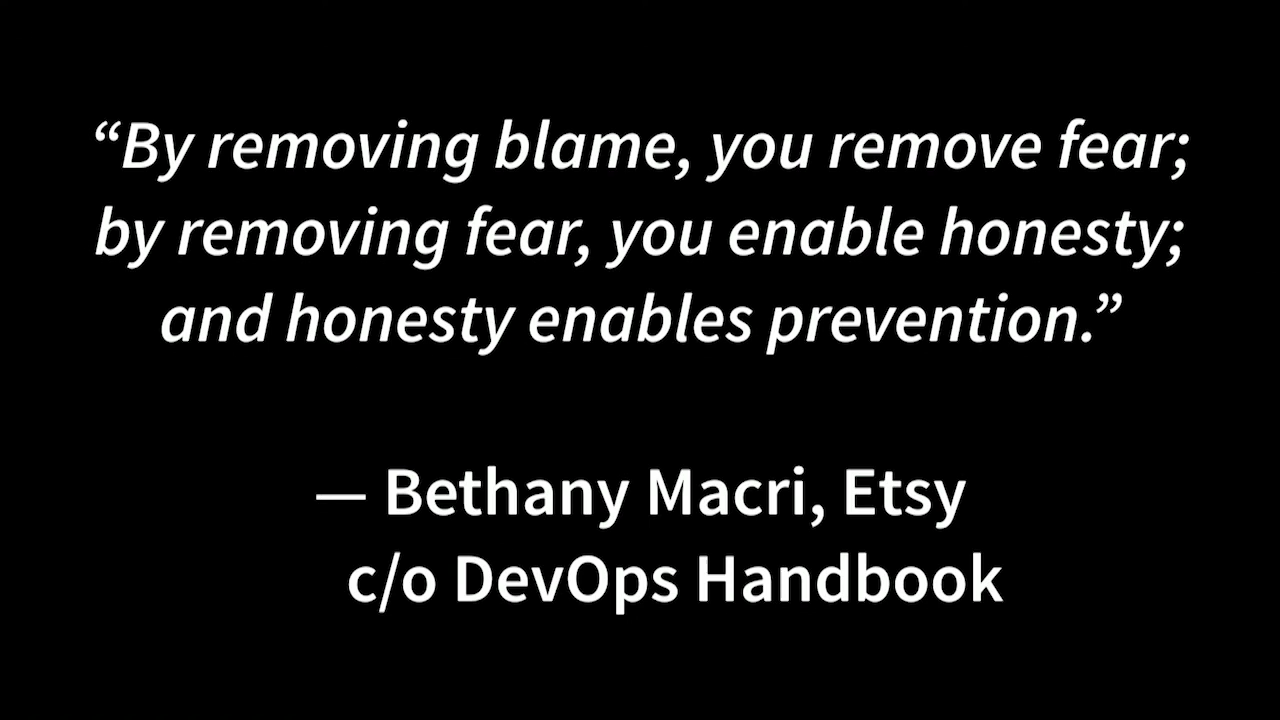 “By removing blame, you remove fear;
by removing fear, you enable honesty;
and honesty enables prevention.”
— Bethany Macri, Etsy
c/o DevOps Handbook